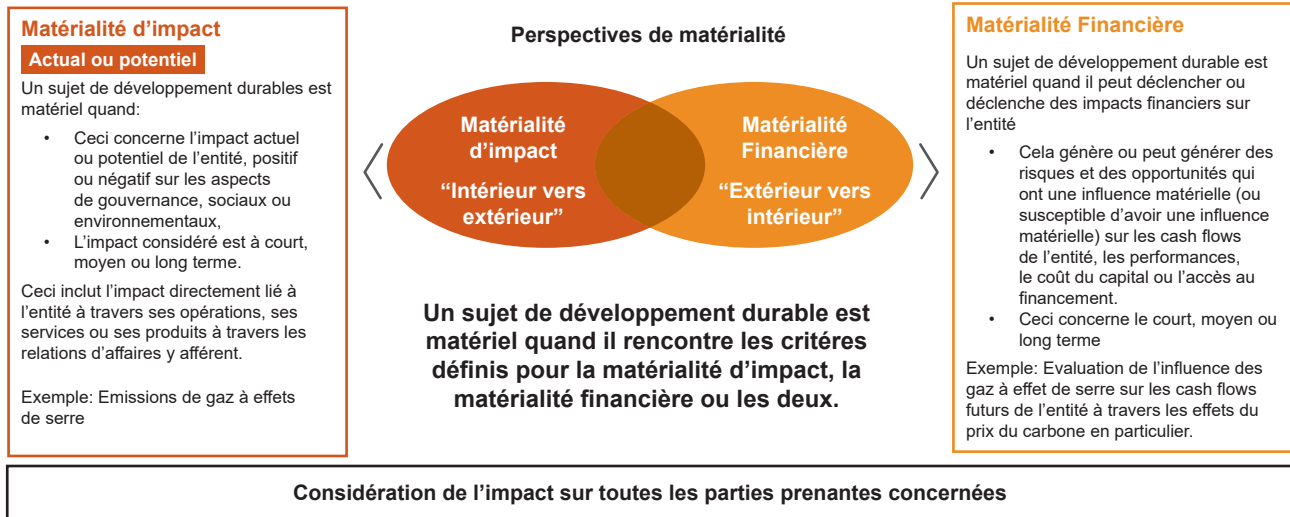 Matérialité d’impact
Actual ou potentiel
Un sujet de développement durables est
matériel quand:
• Ceci concerne l’impact actuel
ou potentiel de l’entité, positif
ou négatif sur les aspects
de gouvernance, sociaux ou
environnementaux,
• L’impact considéré est à court,
moyen ou long terme.
Ceci inclut l’impact directement lié à
l’entité à travers ses opérations, ses
services ou ses produits à travers les
relations d’affaires y afférent.
Exemple: Emissions de gaz à effets
de serre
Perspectives de matérialité
Matérialité
d’impact
“Intérieur vers
extérieur”
Matérialité
Financière
“Extérieur vers
intérieur”
Un sujet de développement durable est
matériel quand il rencontre les critéres
définis pour la matérialité d’impact, la
matérialité financière ou les deux.
Matérialité Financière
Un sujet de développement durable est
matériel quand il peut déclencher ou
déclenche des impacts financiers sur
l’entité
• Cela génère ou peut générer des
risques et des opportunités qui
ont une influence matérielle (ou
susceptible d’avoir une influence
matérielle) sur les cash flows
de l’entité, les performances,
le coût du capital ou l’accès au
financement.
• Ceci concerne le court, moyen ou
long terme
Exemple: Evaluation de l’influence des
gaz à effet de serre sur les cash flows
futurs de l’entité à travers les effets du
prix du carbone en particulier.
Considération de l’impact sur toutes les parties prenantes concernées